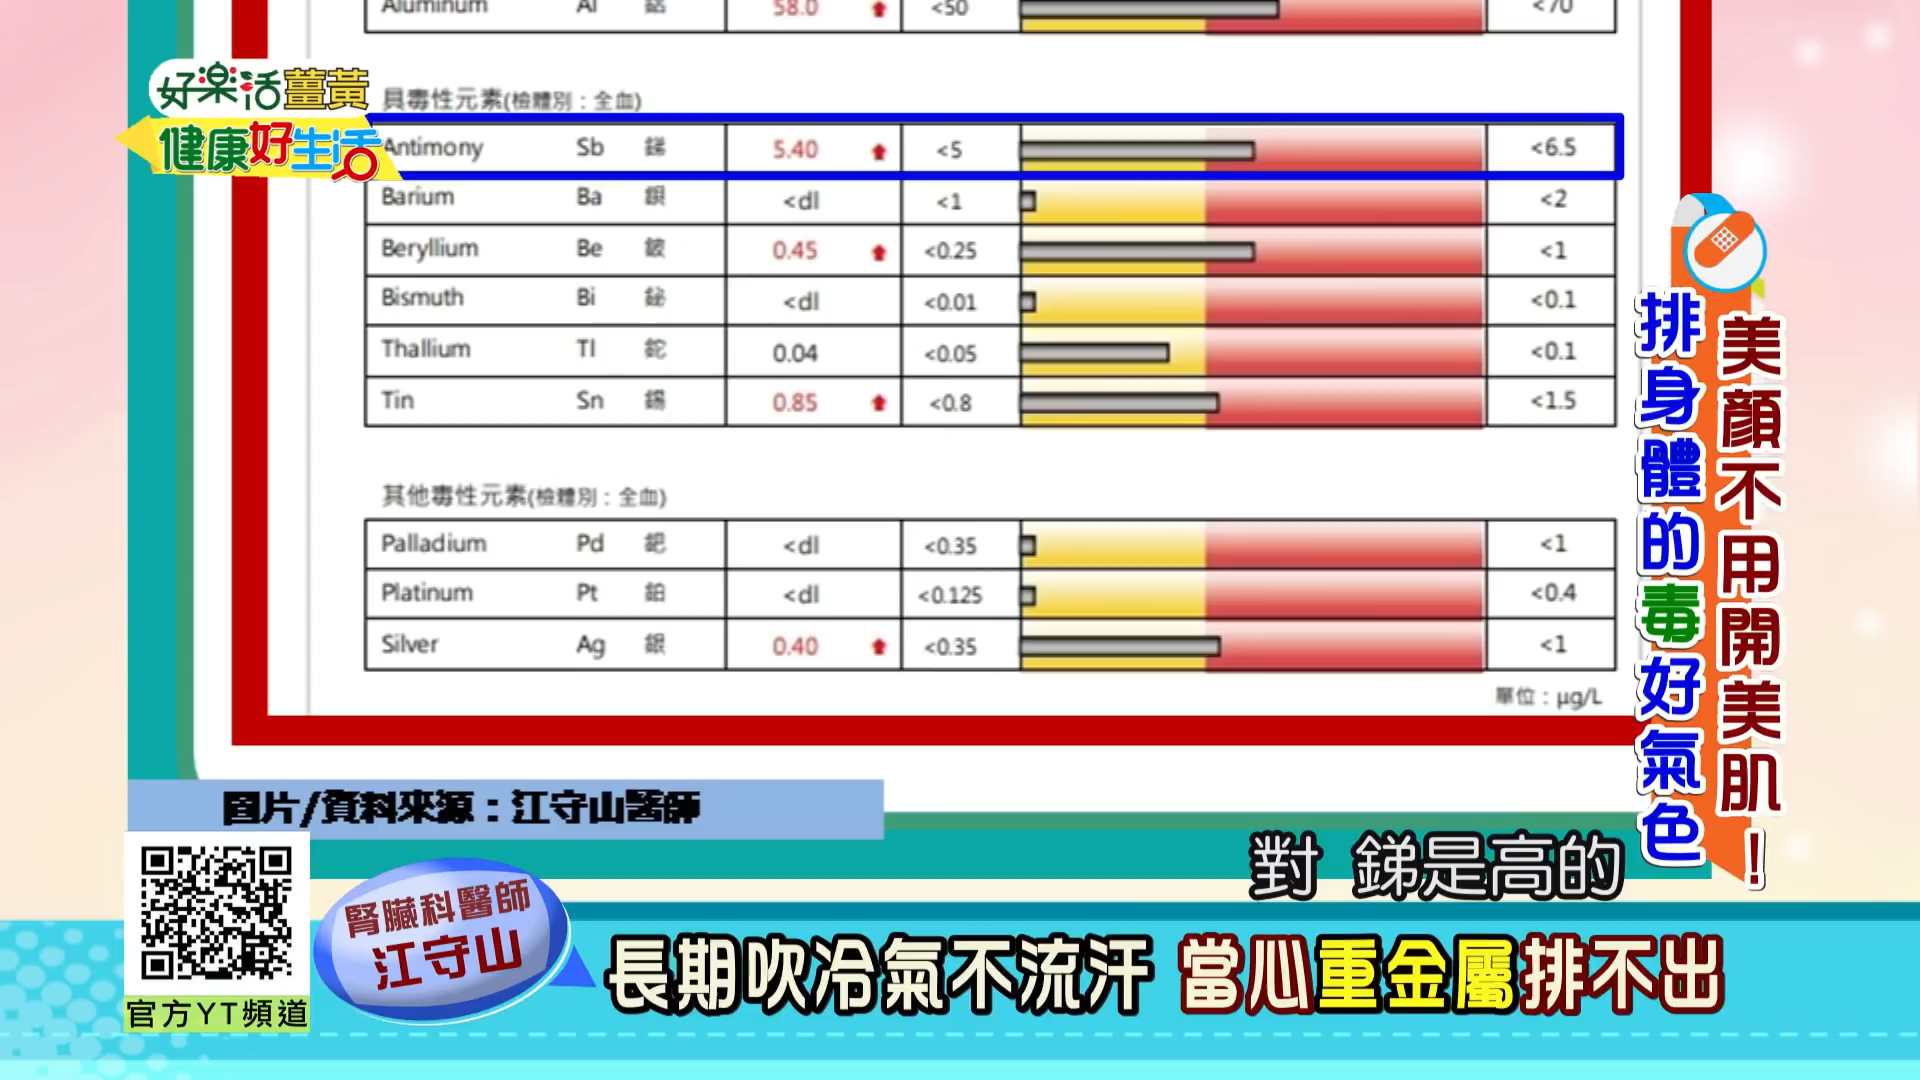 Aluminum Al 鋁 58.0 <50 <70
好樂活薑黃
健康好生活
具毒性元素(檢體別：全血)
Antimony Sb 銻 5.40 <5 <6.5
Barium Ba 鋇 <dl <1 <2
Beryllium Be 鈹 0.45 <0.25 <1
Bismuth Bi 鉍 <dl <0.01 <0.1
Thallium Tl 鉈 0.04 <0.05 <0.1
Tin Sn 錫 0.85 <0.8 <1.5
其他毒性元素(檢體別：全血)
Palladium Pd 鈀 <dl <0.35 <1
Platinum Pt 鉑 <dl <0.125 <0.4
Silver Ag 銀 0.40 <0.35 <1
單位：µg/L
美顏不用開美肌！
排身體的毒好氣色
圖片/資料來源：江守山醫師
對 銻是高的
腎臟科醫師
江守山
長期吹冷氣不流汗 當心重金屬排不出
官方YT頻道